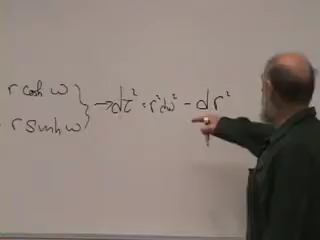 r cosh ω
r sinh ω } → dτ² = r²dω² - dr²